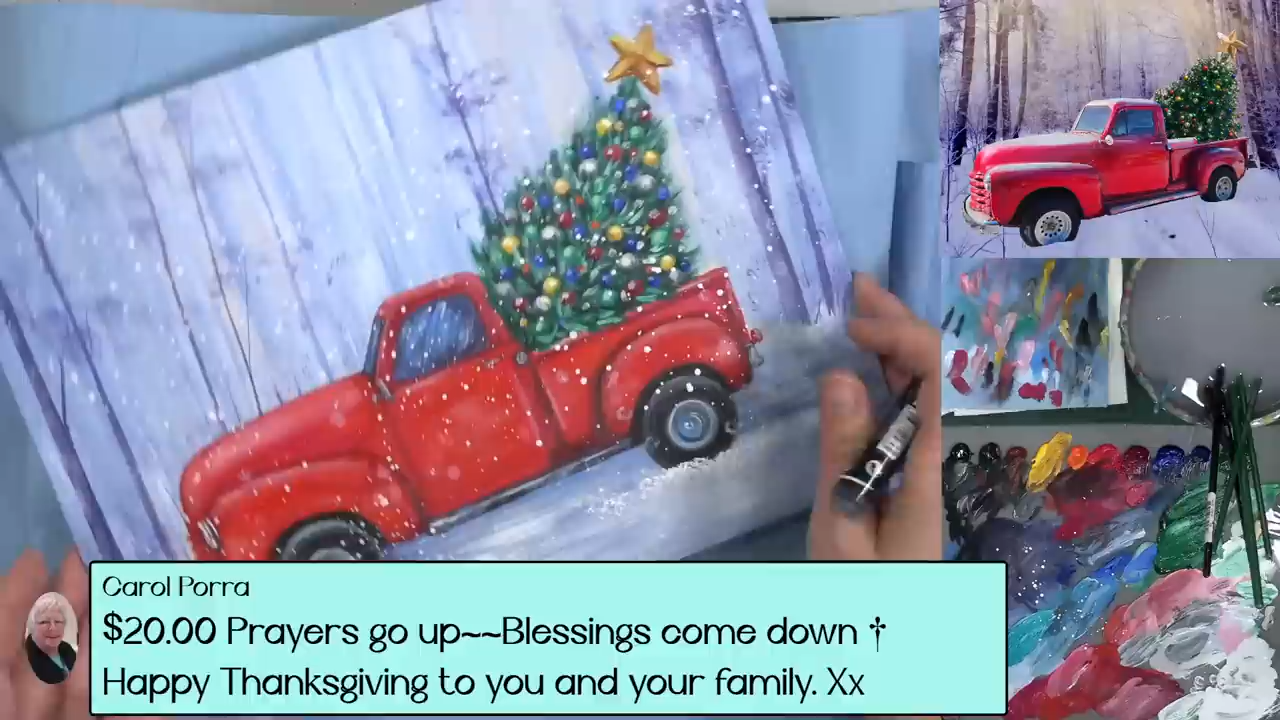 Carol Porra
$20.00 Prayers go up~~Blessings come down †
Happy Thanksgiving to you and your family. Xx